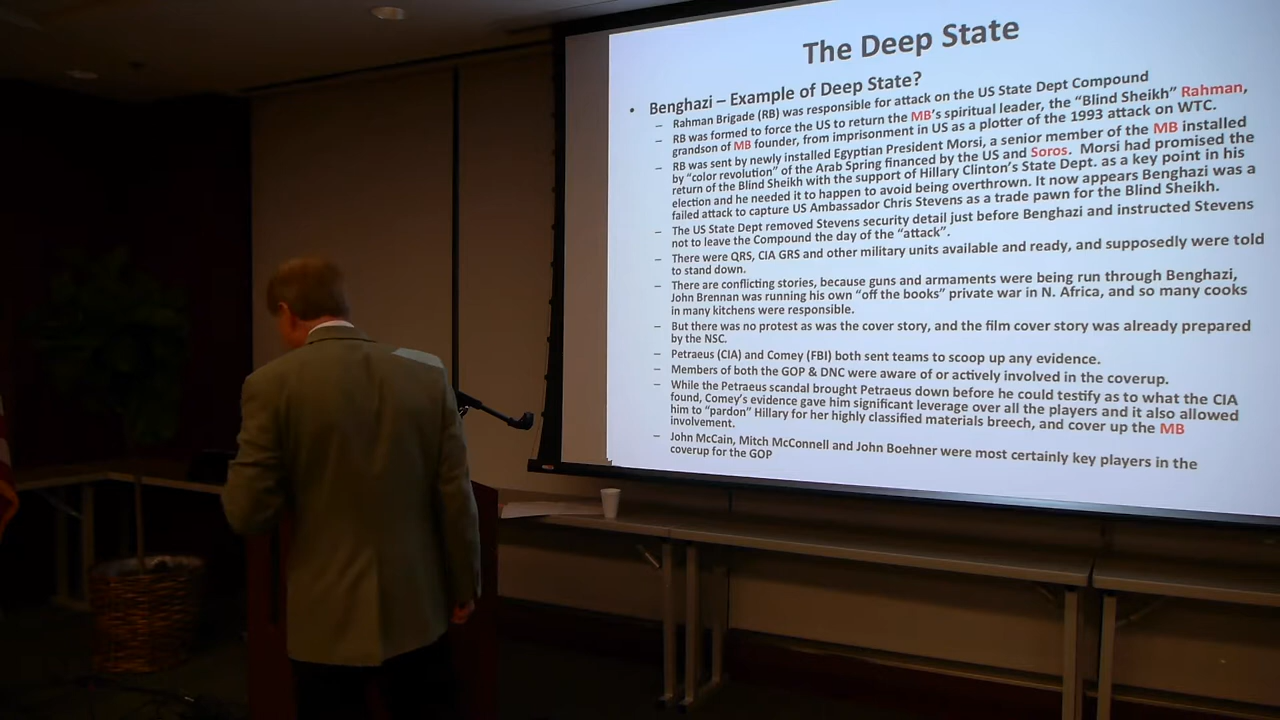 The Deep State
• Benghazi – Example of Deep State?
– Rahman Brigade (RB) was responsible for attack on the US State Dept Compound
– RB was formed to force the US to return the MB's spiritual leader, the "Blind Sheikh" Rahman,
grandson of MB founder, from imprisonment in US as a plotter of the 1993 attack on WTC.
– RB was sent by newly installed Egyptian President Morsi, a senior member of the MB installed
by "color revolution" of the Arab Spring financed by the US and Soros. Morsi had promised the
return of the Blind Sheikh with the support of Hillary Clinton's State Dept. as a key point in his
election and he needed it to happen to avoid being overthrown. It now appears Benghazi was a
failed attack to capture US Ambassador Chris Stevens as a trade pawn for the Blind Sheikh.
– The US State Dept removed Stevens security detail just before Benghazi and instructed Stevens
not to leave the Compound the day of the "attack".
– There were QRS, CIA GRS and other military units available and ready, and supposedly were told
to stand down.
– There are conflicting stories, because guns and armaments were being run through Benghazi,
John Brennan was running his own "off the books" private war in N. Africa, and so many cooks
in many kitchens were responsible.
– But there was no protest as was the cover story, and the film cover story was already prepared
by the NSC.
– Petraeus (CIA) and Comey (FBI) both sent teams to scoop up any evidence.
– Members of both the GOP & DNC were aware of or actively involved in the coverup.
– While the Petraeus scandal brought Petraeus down before he could testify as to what the CIA
found, Comey's evidence gave him significant leverage over all the players and it also allowed
him to "pardon" Hillary for her highly classified materials breech, and cover up the MB
involvement.
– John McCain, Mitch McConnell and John Boehner were most certainly key players in the
coverup for the GOP